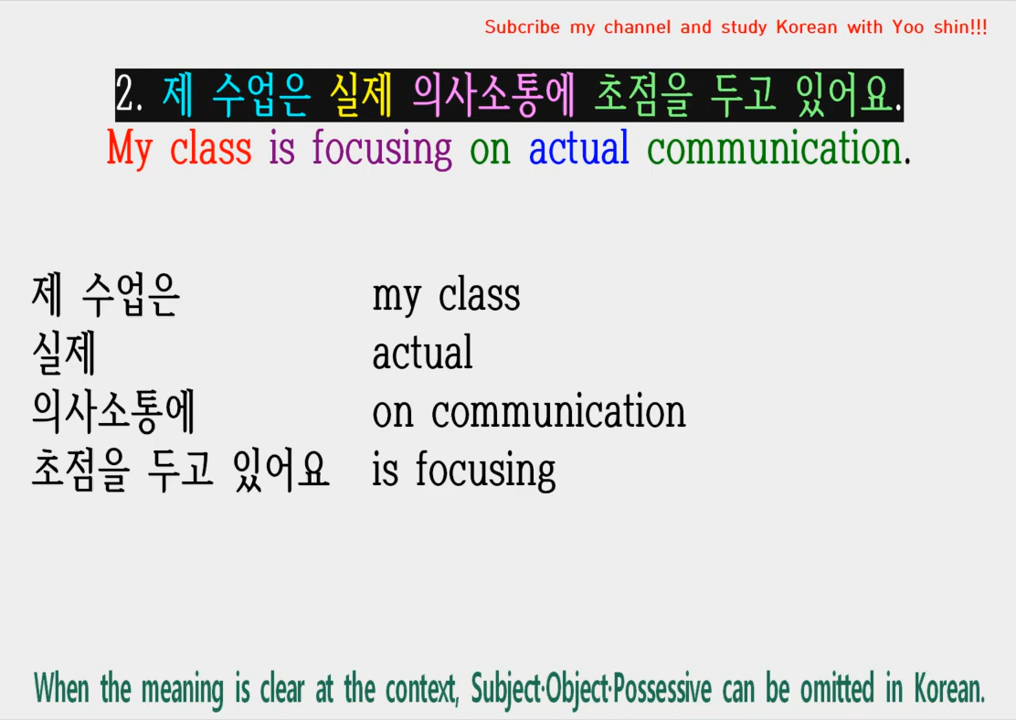 Subcribe my channel and study Korean with Yoo shin!!!
2. 제 수업은 실제 의사소통에 초점을 두고 있어요.
My class is focusing on actual communication.
제 수업은 my class
실제 actual
의사소통에 on communication
초점을 두고 있어요 is focusing
When the meaning is clear at the context, Subject·Object·Possessive can be omitted in Korean.